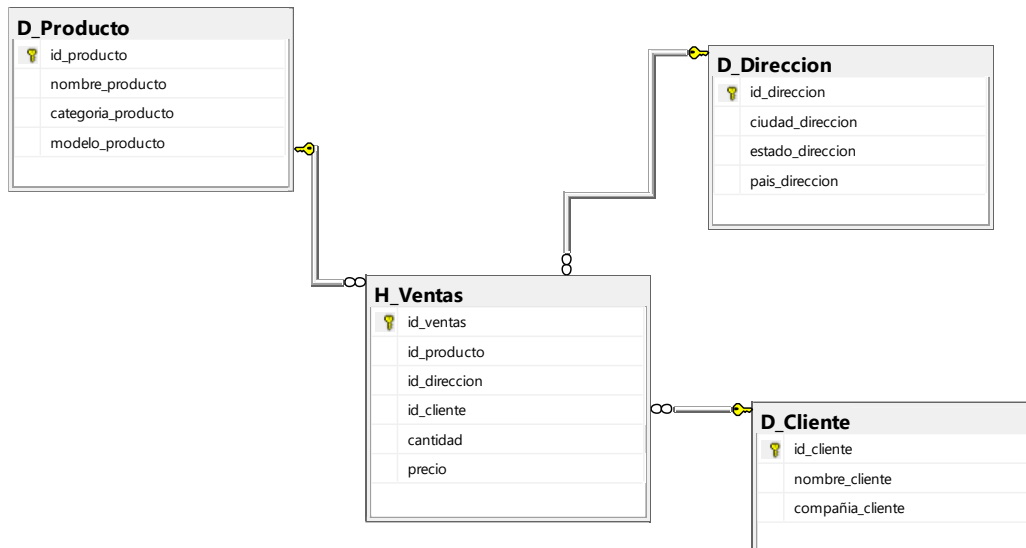 D_Producto
id_producto
nombre_producto
categoria_producto
modelo_producto
D_Direccion
id_direccion
ciudad_direccion
estado_direccion
pais_direccion
H_Ventas
id_ventas
id_producto
id_direccion
id_cliente
cantidad
precio
D_Cliente
id_cliente
nombre_cliente
compañia_cliente